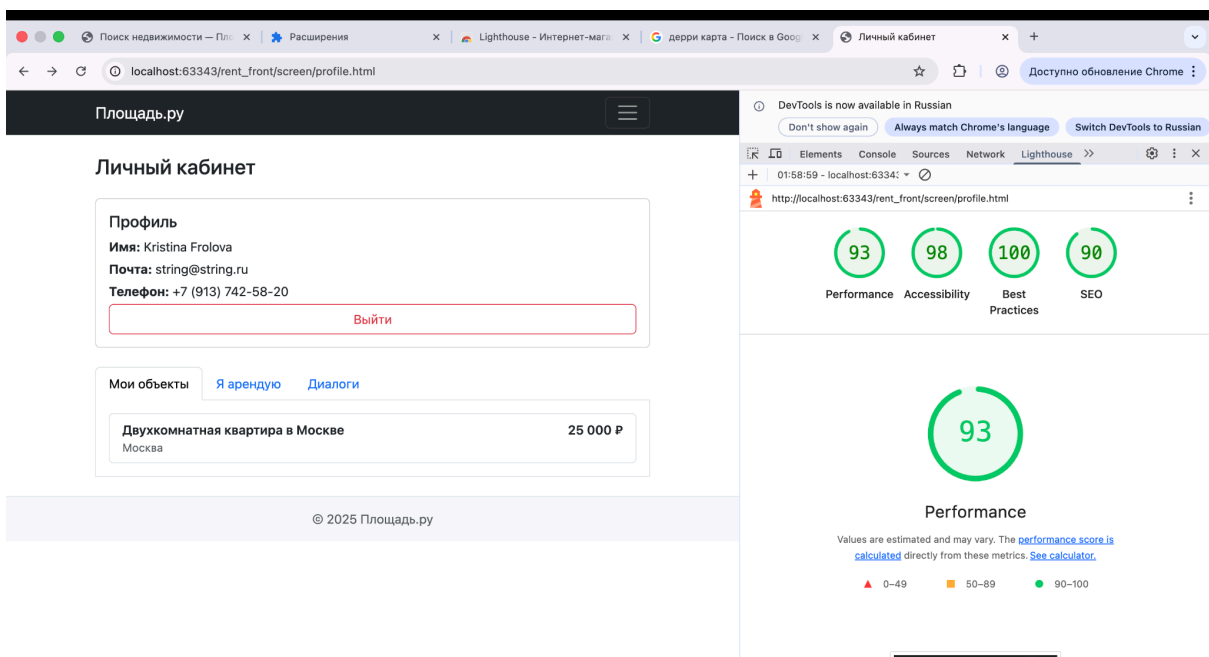 Поиск недвижимости — Пло
Расширения
Lighthouse - Интернет-мага
дерри карта - Поиск в Goog
Личный кабинет
localhost:63343/rent_front/screen/profile.html
Доступно обновление Chrome
Площадь.ру
Личный кабинет
Профиль
Имя: Kristina Frolova
Почта: string@string.ru
Телефон: +7 (913) 742-58-20
Выйти
Мои объекты Я арендую Диалоги
Двухкомнатная квартира в Москве 25 000 ₽
Москва
© 2025 Площадь.ру
DevTools is now available in Russian
Don't show again Always match Chrome's language Switch DevTools to Russian
Elements Console Sources Network Lighthouse
01:58:59 - localhost:6334
http://localhost:63343/rent_front/screen/profile.html
93 98 100 90
Performance Accessibility Best Practices SEO
93
Performance
Values are estimated and may vary. The performance score is
calculated directly from these metrics. See calculator.
0–49 50–89 90–100